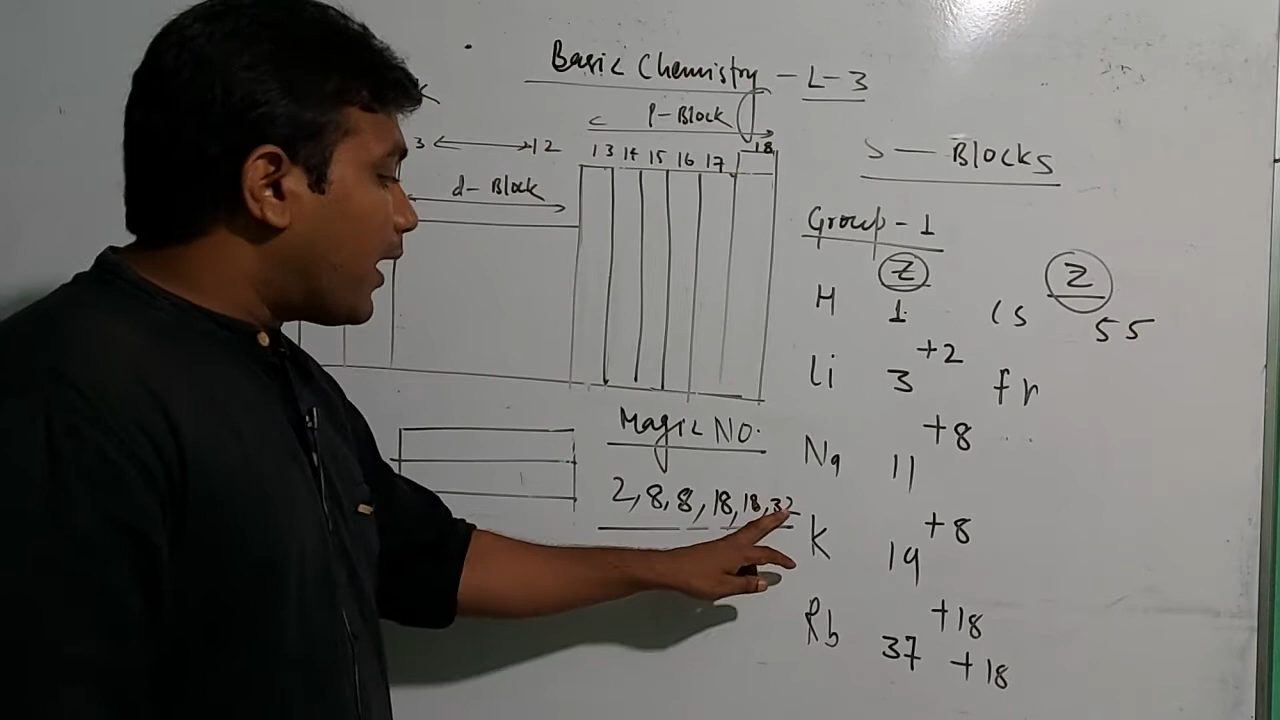 Basic Chemistry - L-3
P-Block
3 12 13 14 15 16 17 18
d-Block
S - Blocks
Group - 1
Z Z
H 1 Cs 55
Li 3 +2 Fr
Na 11 +8
Magic No.
2, 8, 8, 18, 18, 32
K 19 +8
Rb 37 +18
+18